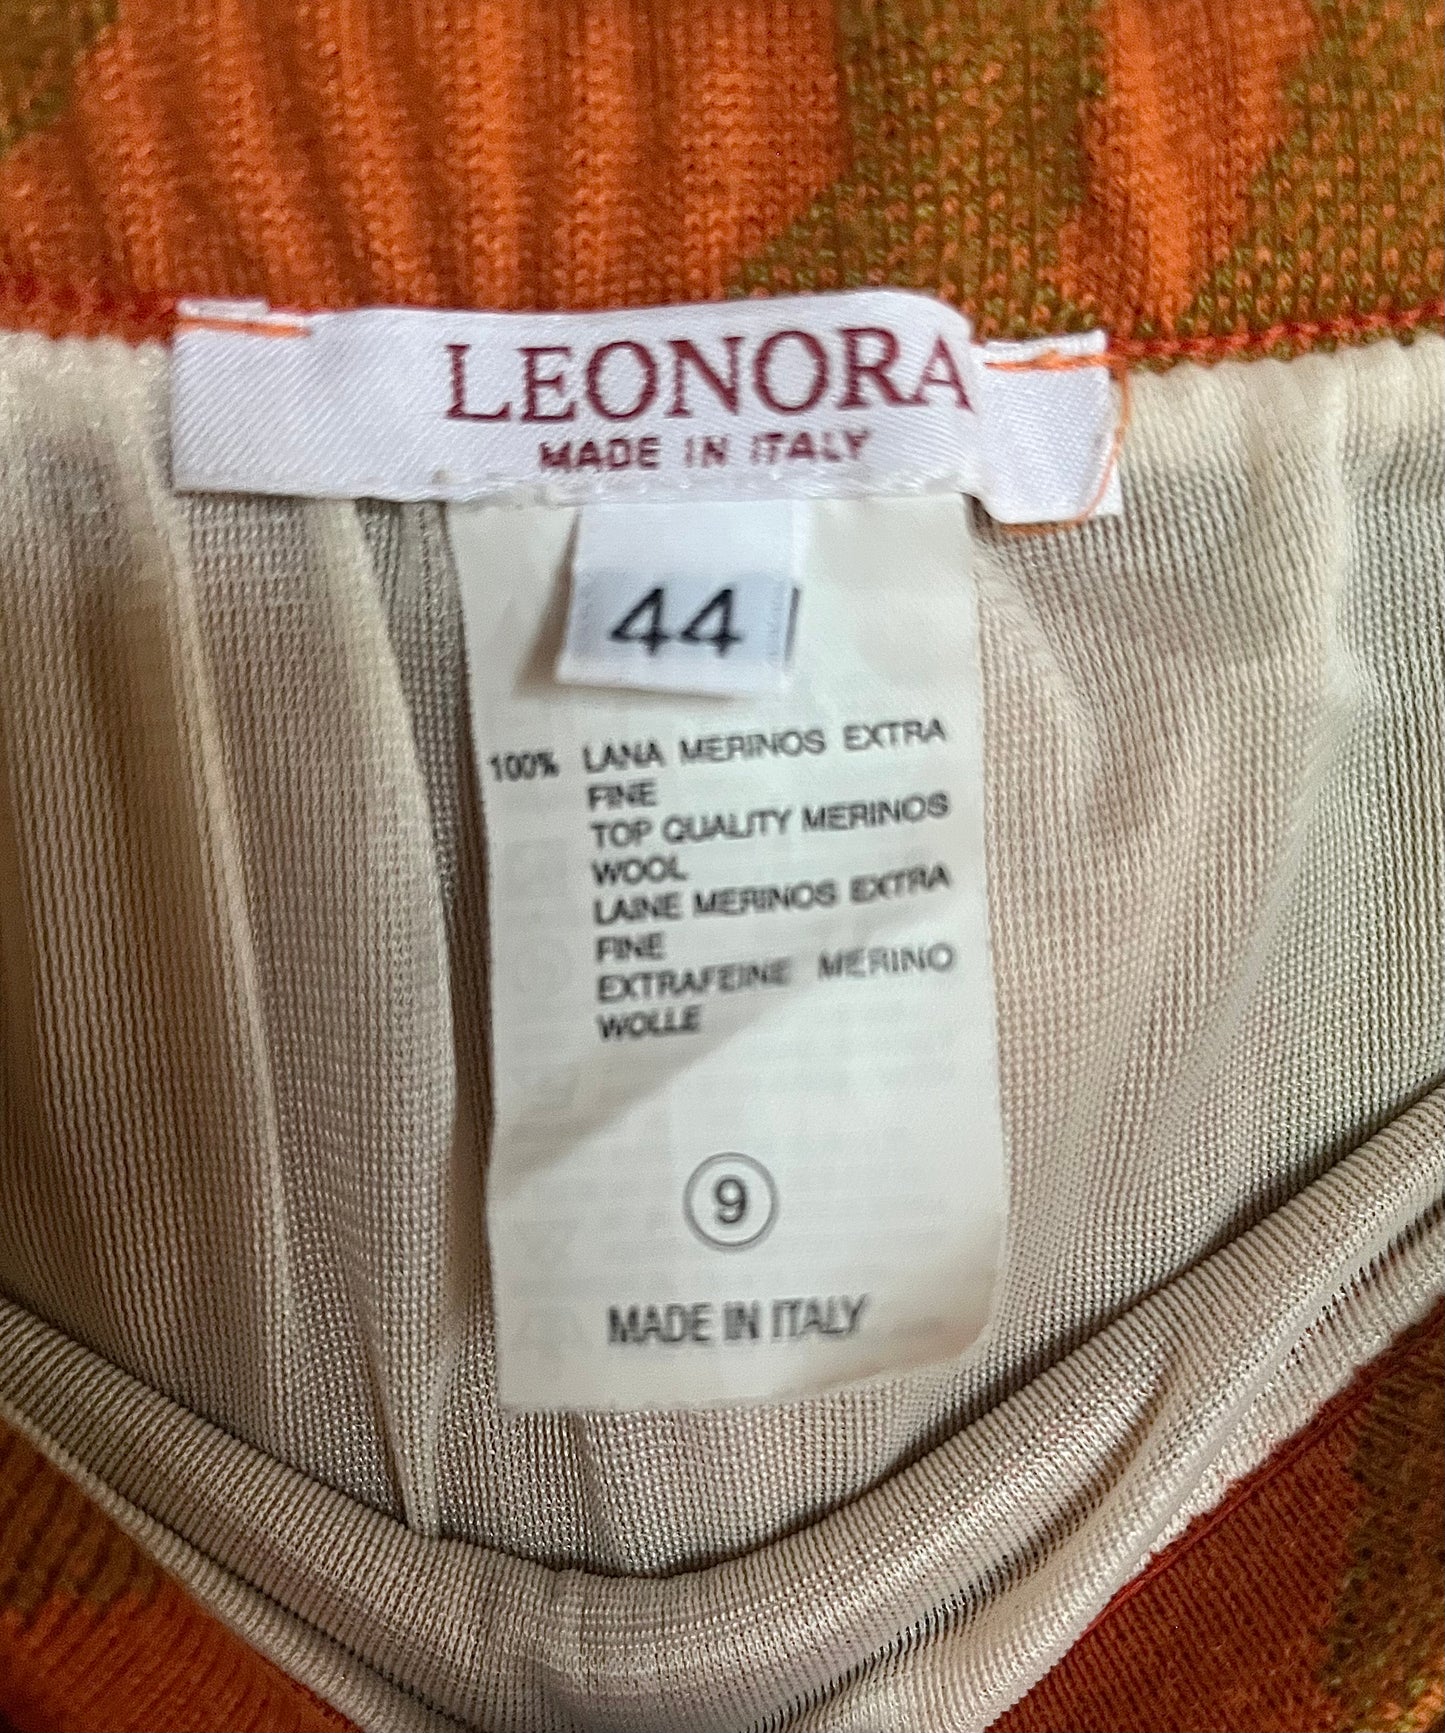 LEONORA
MADE IN ITALY
44
100% LANA MERINOS EXTRA
FINE
TOP QUALITY MERINOS
WOOL
LAINE MERINOS EXTRA
FINE
EXTRAFEINE MERINO
WOLLE
9
MADE IN ITALY